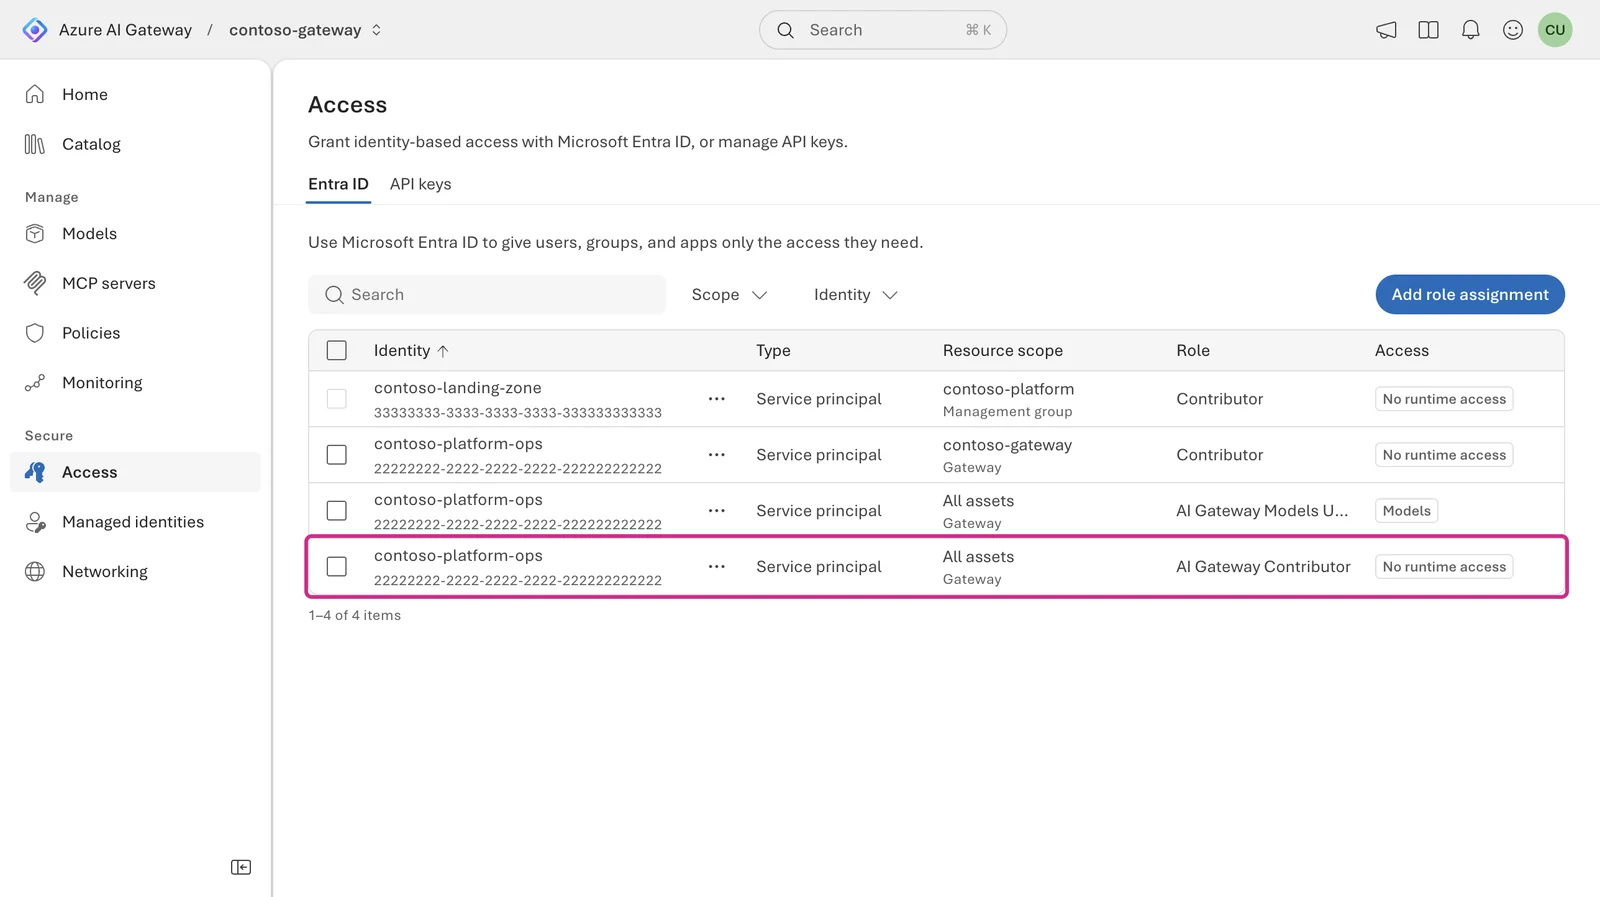 Azure AI Gateway / contoso-gateway
Search ⌘ K
CU
Home
Catalog
Manage
Models
MCP servers
Policies
Monitoring
Secure
Access
Managed identities
Networking
Access
Grant identity-based access with Microsoft Entra ID, or manage API keys.
Entra ID API keys
Use Microsoft Entra ID to give users, groups, and apps only the access they need.
Search Scope Identity Add role assignment
Identity ↑ Type Resource scope Role Access
contoso-landing-zone ... Service principal contoso-platform Contributor No runtime access
33333333-3333-3333-3333-333333333333 Management group
contoso-platform-ops ... Service principal contoso-gateway Contributor No runtime access
22222222-2222-2222-2222-222222222222 Gateway
contoso-platform-ops ... Service principal All assets AI Gateway Models U... Models
22222222-2222-2222-2222-222222222222 Gateway
contoso-platform-ops ... Service principal All assets AI Gateway Contributor No runtime access
22222222-2222-2222-2222-222222222222 Gateway
1–4 of 4 items